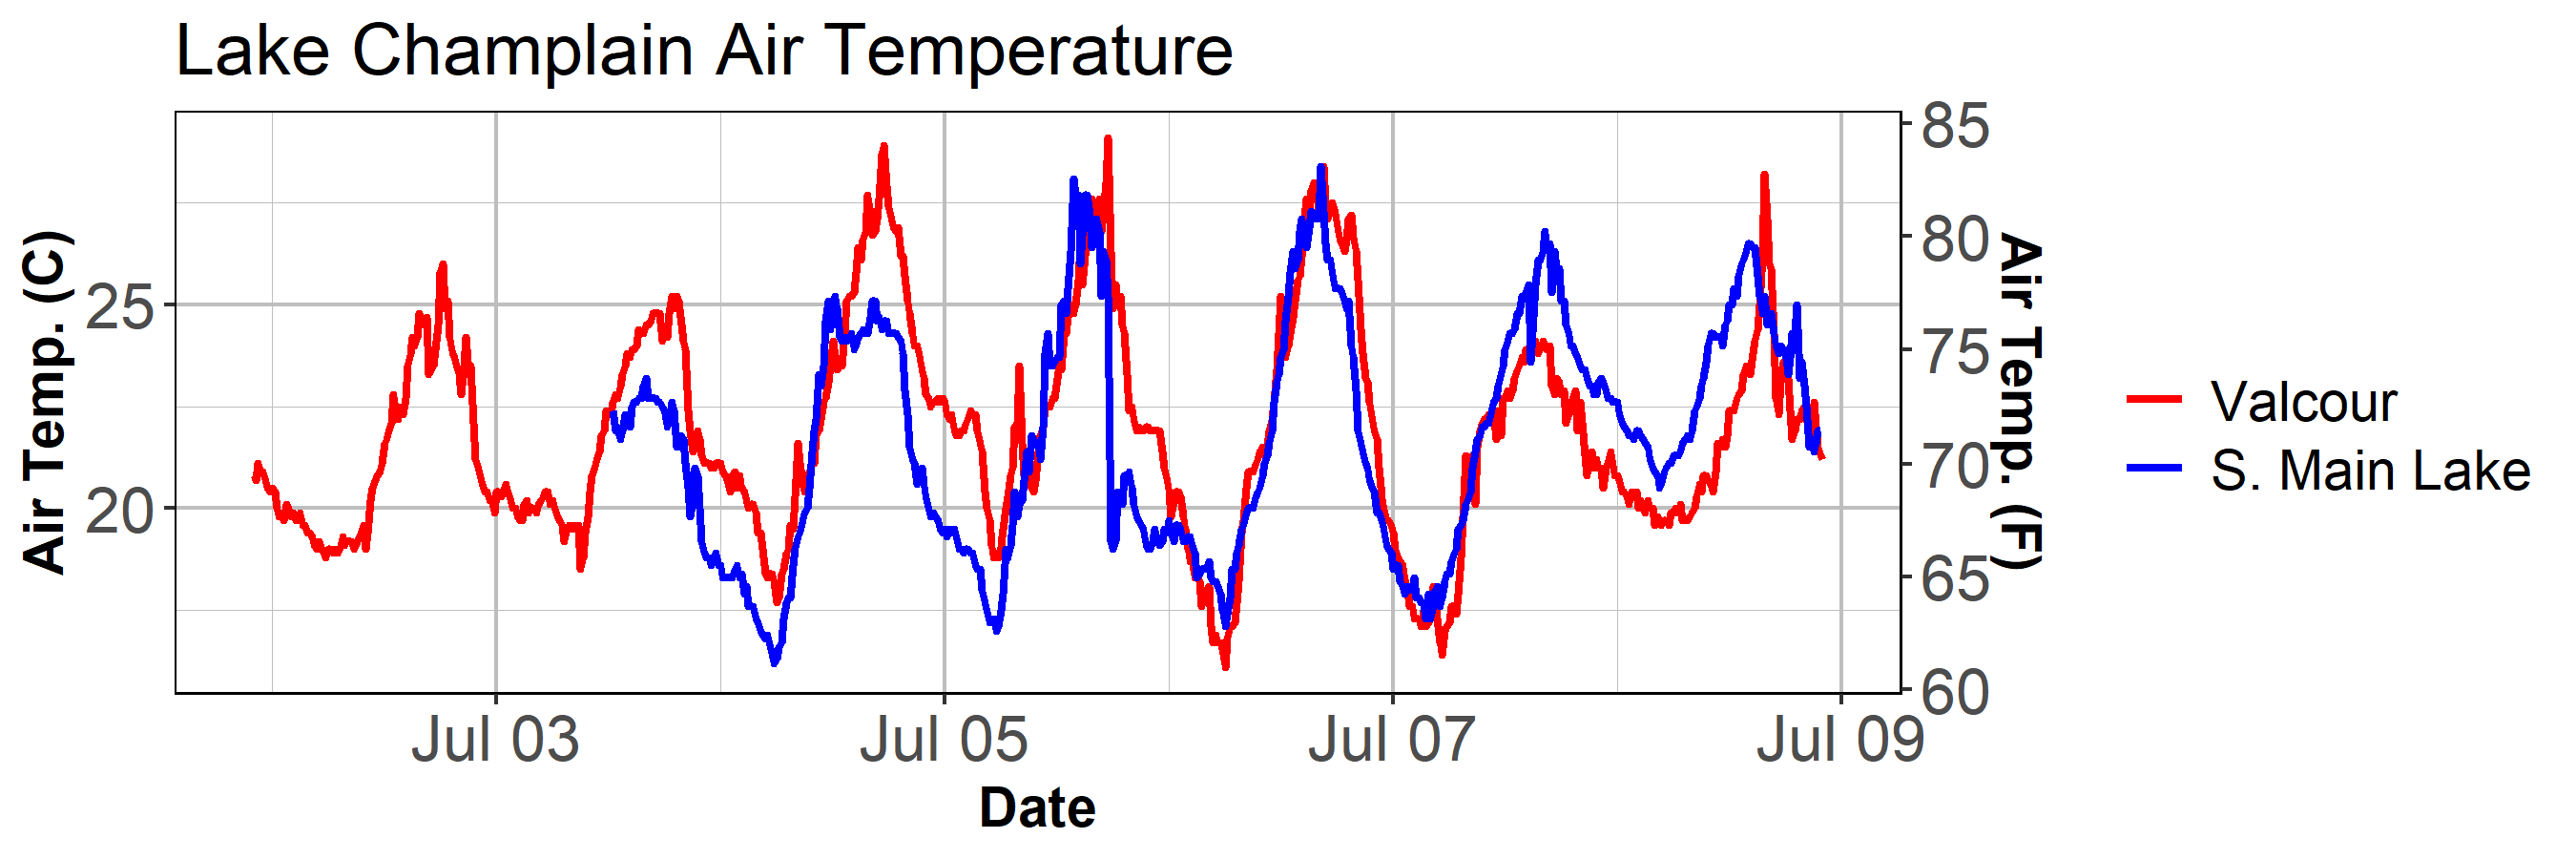 Lake Champlain Air Temperature
Air Temp. (C)
25
20
85
80
75
70
65
60
Air Temp. (F)
Jul 03
Jul 05
Jul 07
Jul 09
Date
Valcour
S. Main Lake